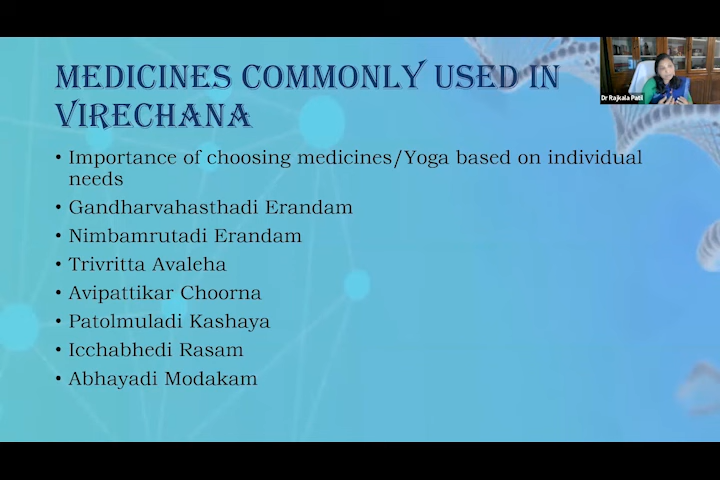 MEDICINES COMMONLY USED IN
VIRECHANA
• Importance of choosing medicines/Yoga based on individual
needs
• Gandharvahasthadi Erandam
• Nimbamrutadi Erandam
• Trivritta Avaleha
• Avipattikar Choorna
• Patolmuladi Kashaya
• Icchabhedi Rasam
• Abhayadi Modakam
Dr Rajkala Patil